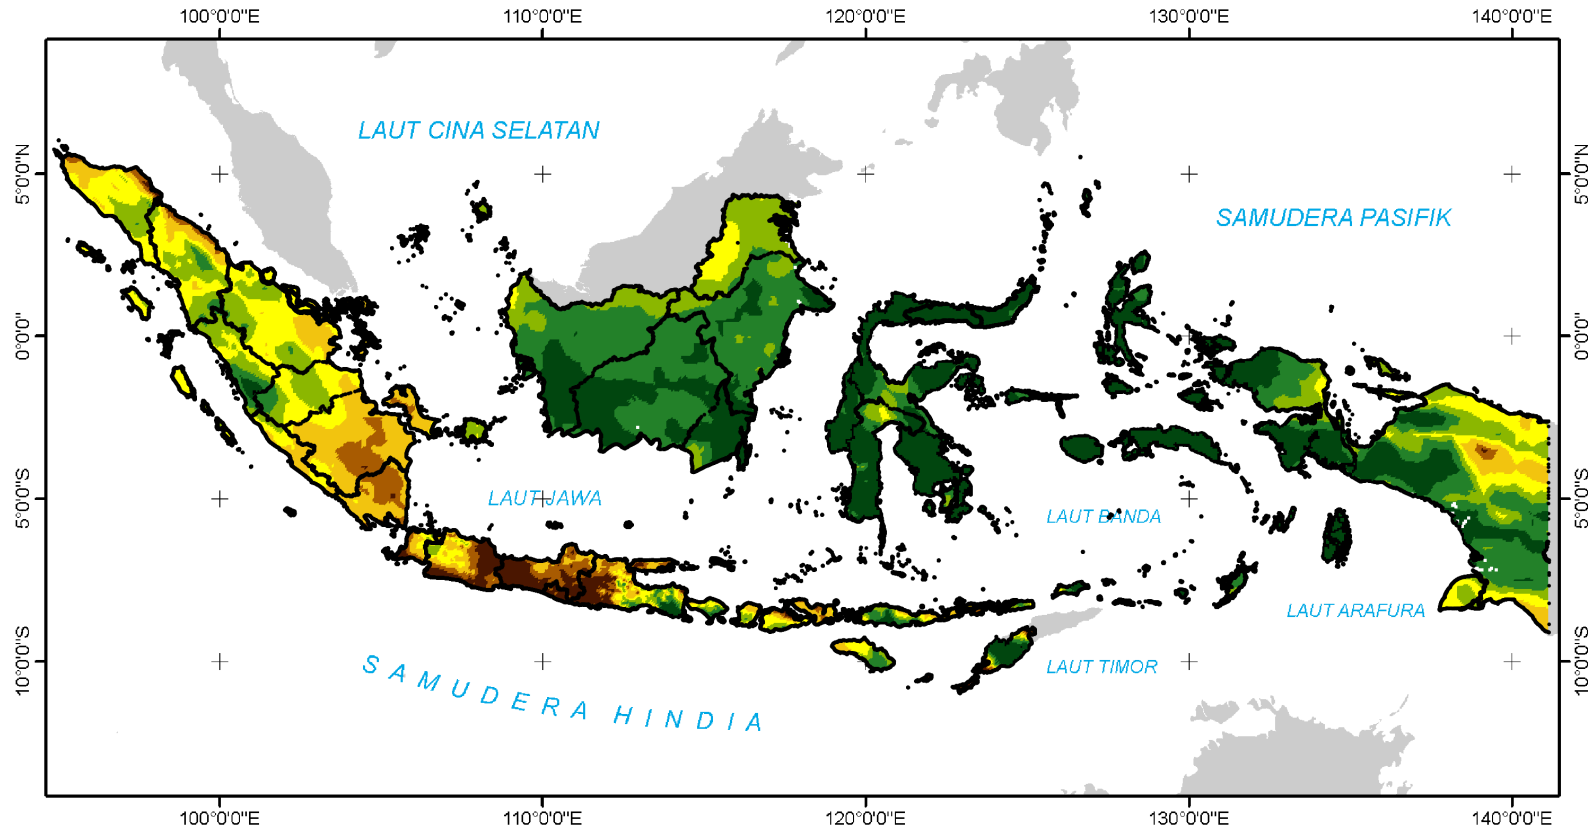 100°0'0"E 110°0'0"E 120°0'0"E 130°0'0"E 140°0'0"E
LAUT CINA SELATAN
5°0'0"N 5°0'0"N
SAMUDERA PASIFIK
0°0'0" 0°0'0"
5°0'0"S 5°0'0"S
LAUT JAWA
LAUT BANDA
LAUT ARAFURA
10°0'0"S 10°0'0"S
LAUT TIMOR
SAMUDERA HINDIA
100°0'0"E 110°0'0"E 120°0'0"E 130°0'0"E 140°0'0"E